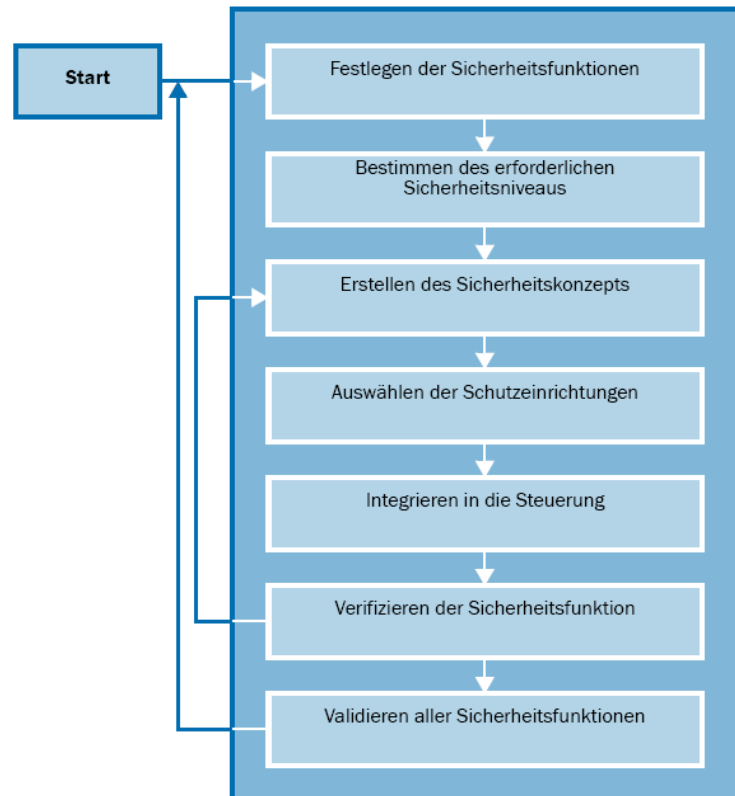 Start
Festlegen der Sicherheitsfunktionen
Bestimmen des erforderlichen
Sicherheitsniveaus
Erstellen des Sicherheitskonzepts
Auswählen der Schutzeinrichtungen
Integrieren in die Steuerung
Verifizieren der Sicherheitsfunktion
Validieren aller Sicherheitsfunktionen